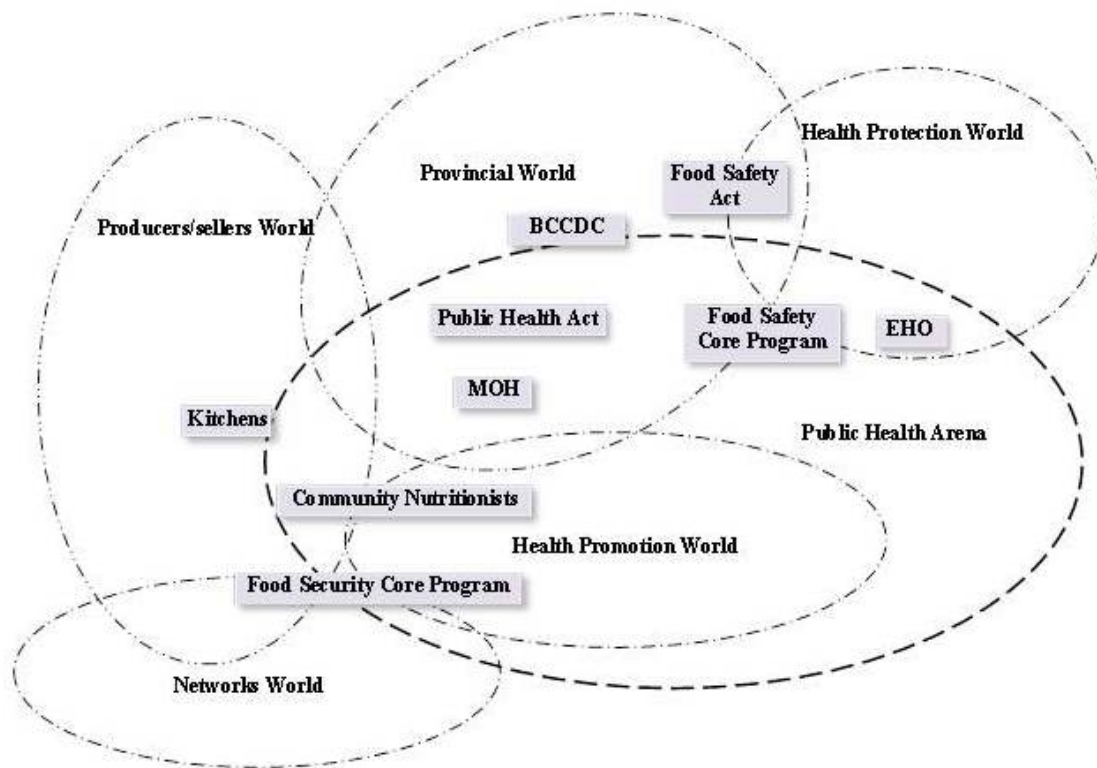 Health Protection World
Provincial World
Food Safety
Act
Producers/sellers World
BCCDC
Public Health Act
Food Safety
Core Program
EHO
MOH
Kitchens
Public Health Arena
Community Nutritionists
Health Promotion World
Food Security Core Program
Networks World